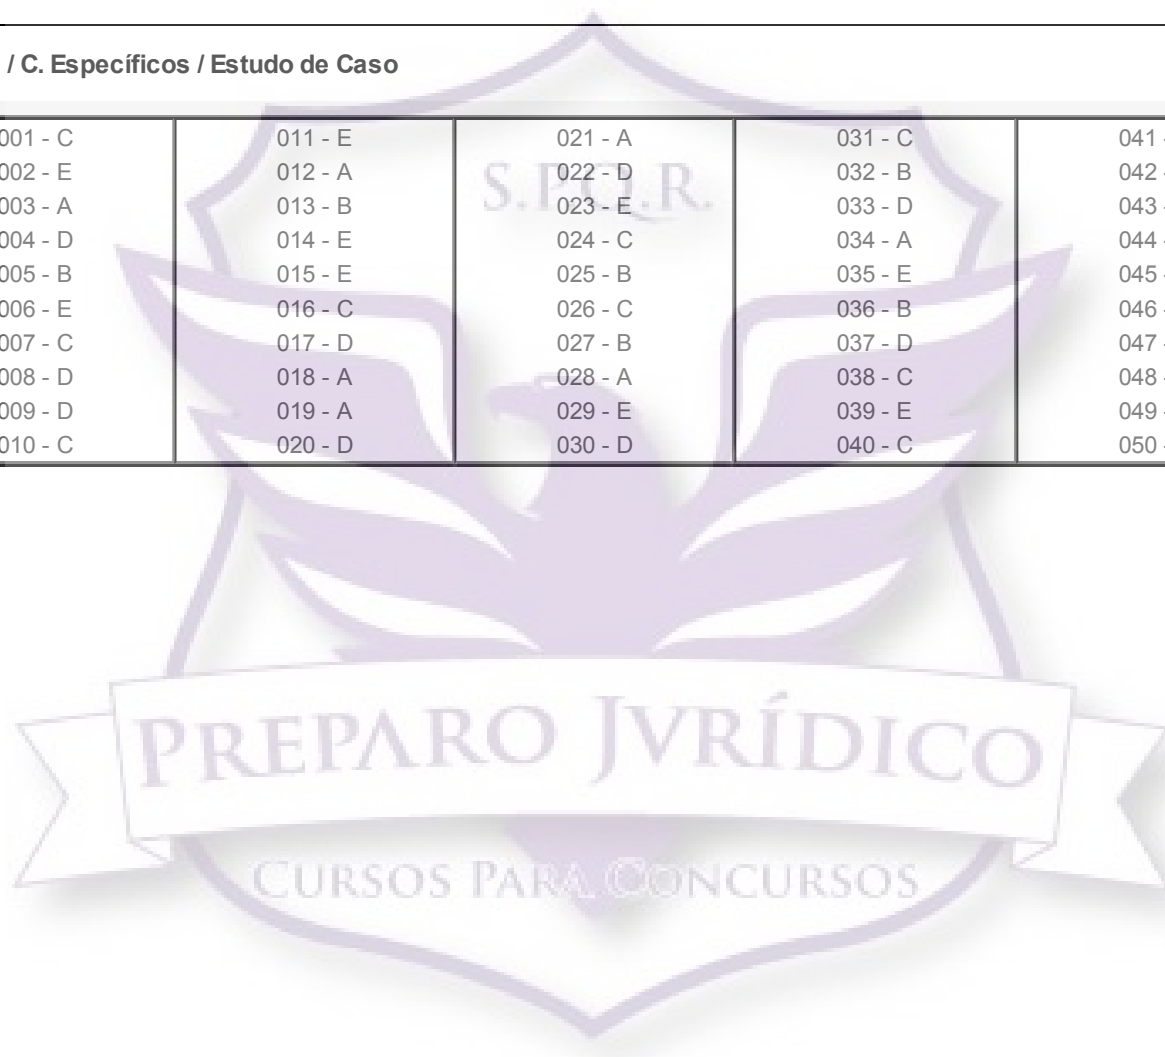 / C. Específicos / Estudo de Caso
001 - C 011 - E 021 - A 031 - C 041 -
002 - E 012 - A 022 - D 032 - B 042 -
003 - A 013 - B 023 - E 033 - D 043 -
004 - D 014 - E 024 - C 034 - A 044 -
005 - B 015 - E 025 - B 035 - E 045 -
006 - E 016 - C 026 - C 036 - B 046 -
007 - C 017 - D 027 - B 037 - D 047 -
008 - D 018 - A 028 - A 038 - C 048 -
009 - D 019 - A 029 - E 039 - E 049 -
010 - C 020 - D 030 - D 040 - C 050 -
S.P.Q.R.
PREPARO JVRÍDICO
CURSOS PARA CONCURSOS